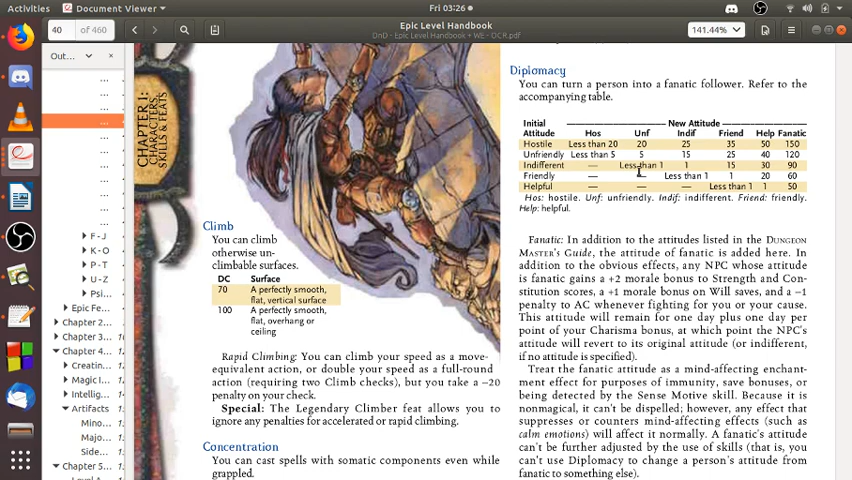 Activities
Document Viewer
Fri 03:26
Epic Level Handbook
DnD - Epic Level Handbook + WE - OCR.pdf
40
of 460
141.44%
Out...
...
...
...
...
...
...
...
...
F - J
K - O
P - T
U - Z
Psi...
Epic Fe...
Chapter 2...
Chapter 3...
Chapter 4...
Creatin...
Magic I...
Intellig...
Artifacts
Mino...
Majo...
Side...
Chapter 5...
CHAPTER 1:
CHARACTERS,
SKILLS & FEATS
Climb
You can climb
otherwise un-
climbable surfaces.
DC Surface
70 A perfectly smooth,
flat, vertical surface
100 A perfectly smooth,
flat, overhang or
ceiling
Rapid Climbing: You can climb your speed as a move-
equivalent action, or double your speed as a full-round
action (requiring two Climb checks), but you take a –20
penalty on your check.
Special: The Legendary Climber feat allows you to
ignore any penalties for accelerated or rapid climbing.
Concentration
You can cast spells with somatic components even while
grappled.
Diplomacy
You can turn a person into a fanatic follower. Refer to the
accompanying table.
Initial New Attitude
Attitude Hos Unf Indif Friend Help Fanatic
Hostile Less than 20 20 25 35 50 150
Unfriendly Less than 5 5 15 25 40 120
Indifferent — Less than 1 1 15 30 90
Friendly — — Less than 1 1 20 60
Helpful — — — Less than 1 1 50
Hos: hostile. Unf: unfriendly. Indif: indifferent. Friend: friendly.
Help: helpful.
Fanatic: In addition to the attitudes listed in the DUNGEON
MASTER'S Guide, the attitude of fanatic is added here. In
addition to the obvious effects, any NPC whose attitude
is fanatic gains a +2 morale bonus to Strength and Con-
stitution scores, a +1 morale bonus on Will saves, and a –1
penalty to AC whenever fighting for you or your cause.
This attitude will remain for one day plus one day per
point of your Charisma bonus, at which point the NPC's
attitude will revert to its original attitude (or indifferent,
if no attitude is specified).
Treat the fanatic attitude as a mind-affecting enchant-
ment effect for purposes of immunity, save bonuses, or
being detected by the Sense Motive skill. Because it is
nonmagical, it can't be dispelled; however, any effect that
suppresses or counters mind-affecting effects (such as
calm emotions) will affect it normally. A fanatic's attitude
can't be further adjusted by the use of skills (that is, you
can't use Diplomacy to change a person's attitude from
fanatic to something else).